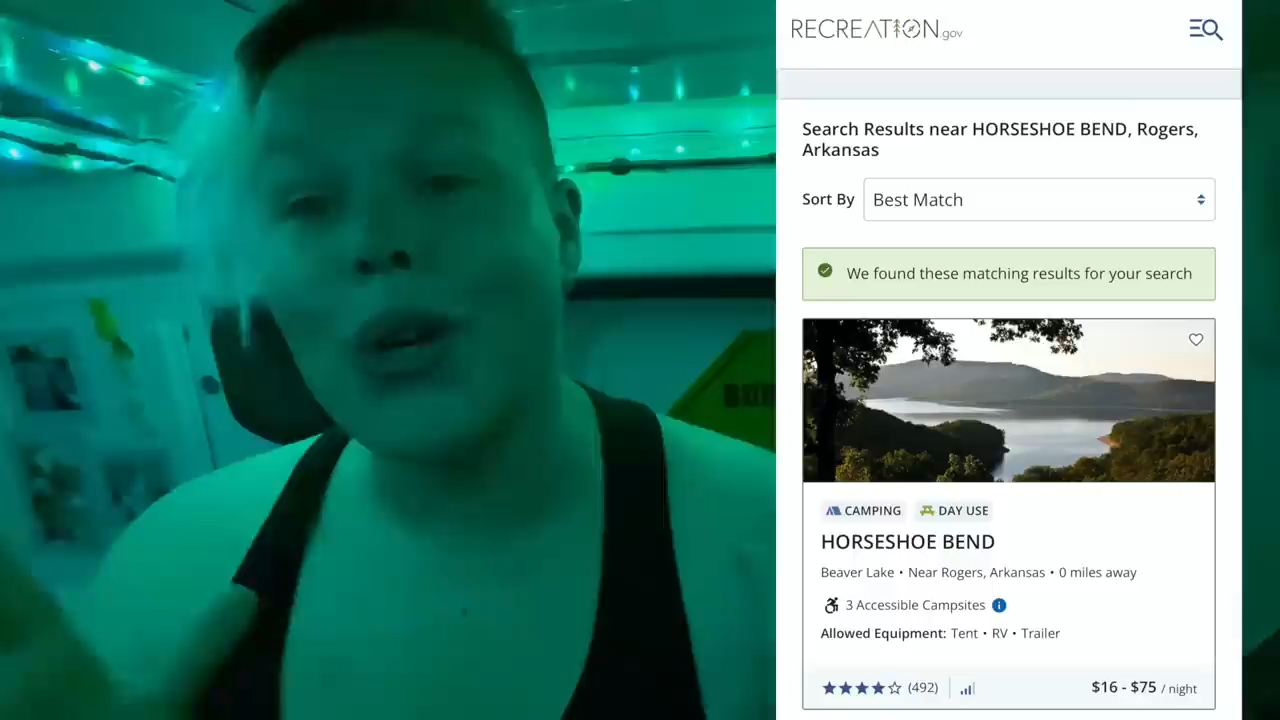 RECREATION.gov
Search Results near HORSESHOE BEND, Rogers,
Arkansas
Sort By Best Match
We found these matching results for your search
CAMPING DAY USE
HORSESHOE BEND
Beaver Lake • Near Rogers, Arkansas • 0 miles away
3 Accessible Campsites
Allowed Equipment: Tent • RV • Trailer
(492) $16 - $75 / night